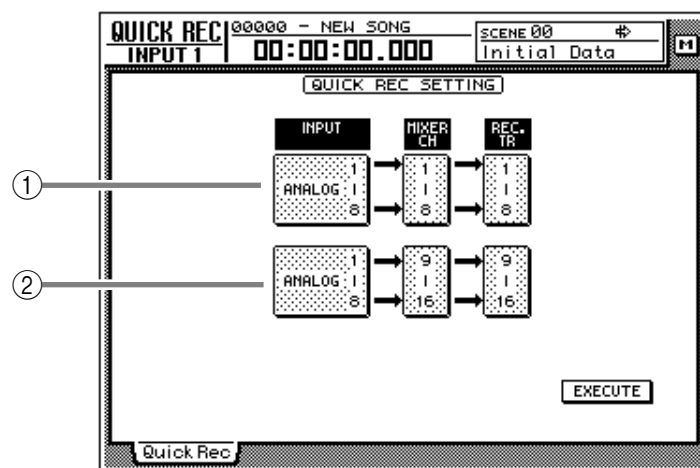 QUICK REC 00000 - NEW SONG SCENE 00
INPUT 1 00:00:00.000 Initial Data M
QUICK REC SETTING
INPUT MIXER CH REC. TR
① ANALOG 1 | 8 1 | 8 1 | 8
② ANALOG 1 | 8 9 | 16 9 | 16
EXECUTE
Quick Rec